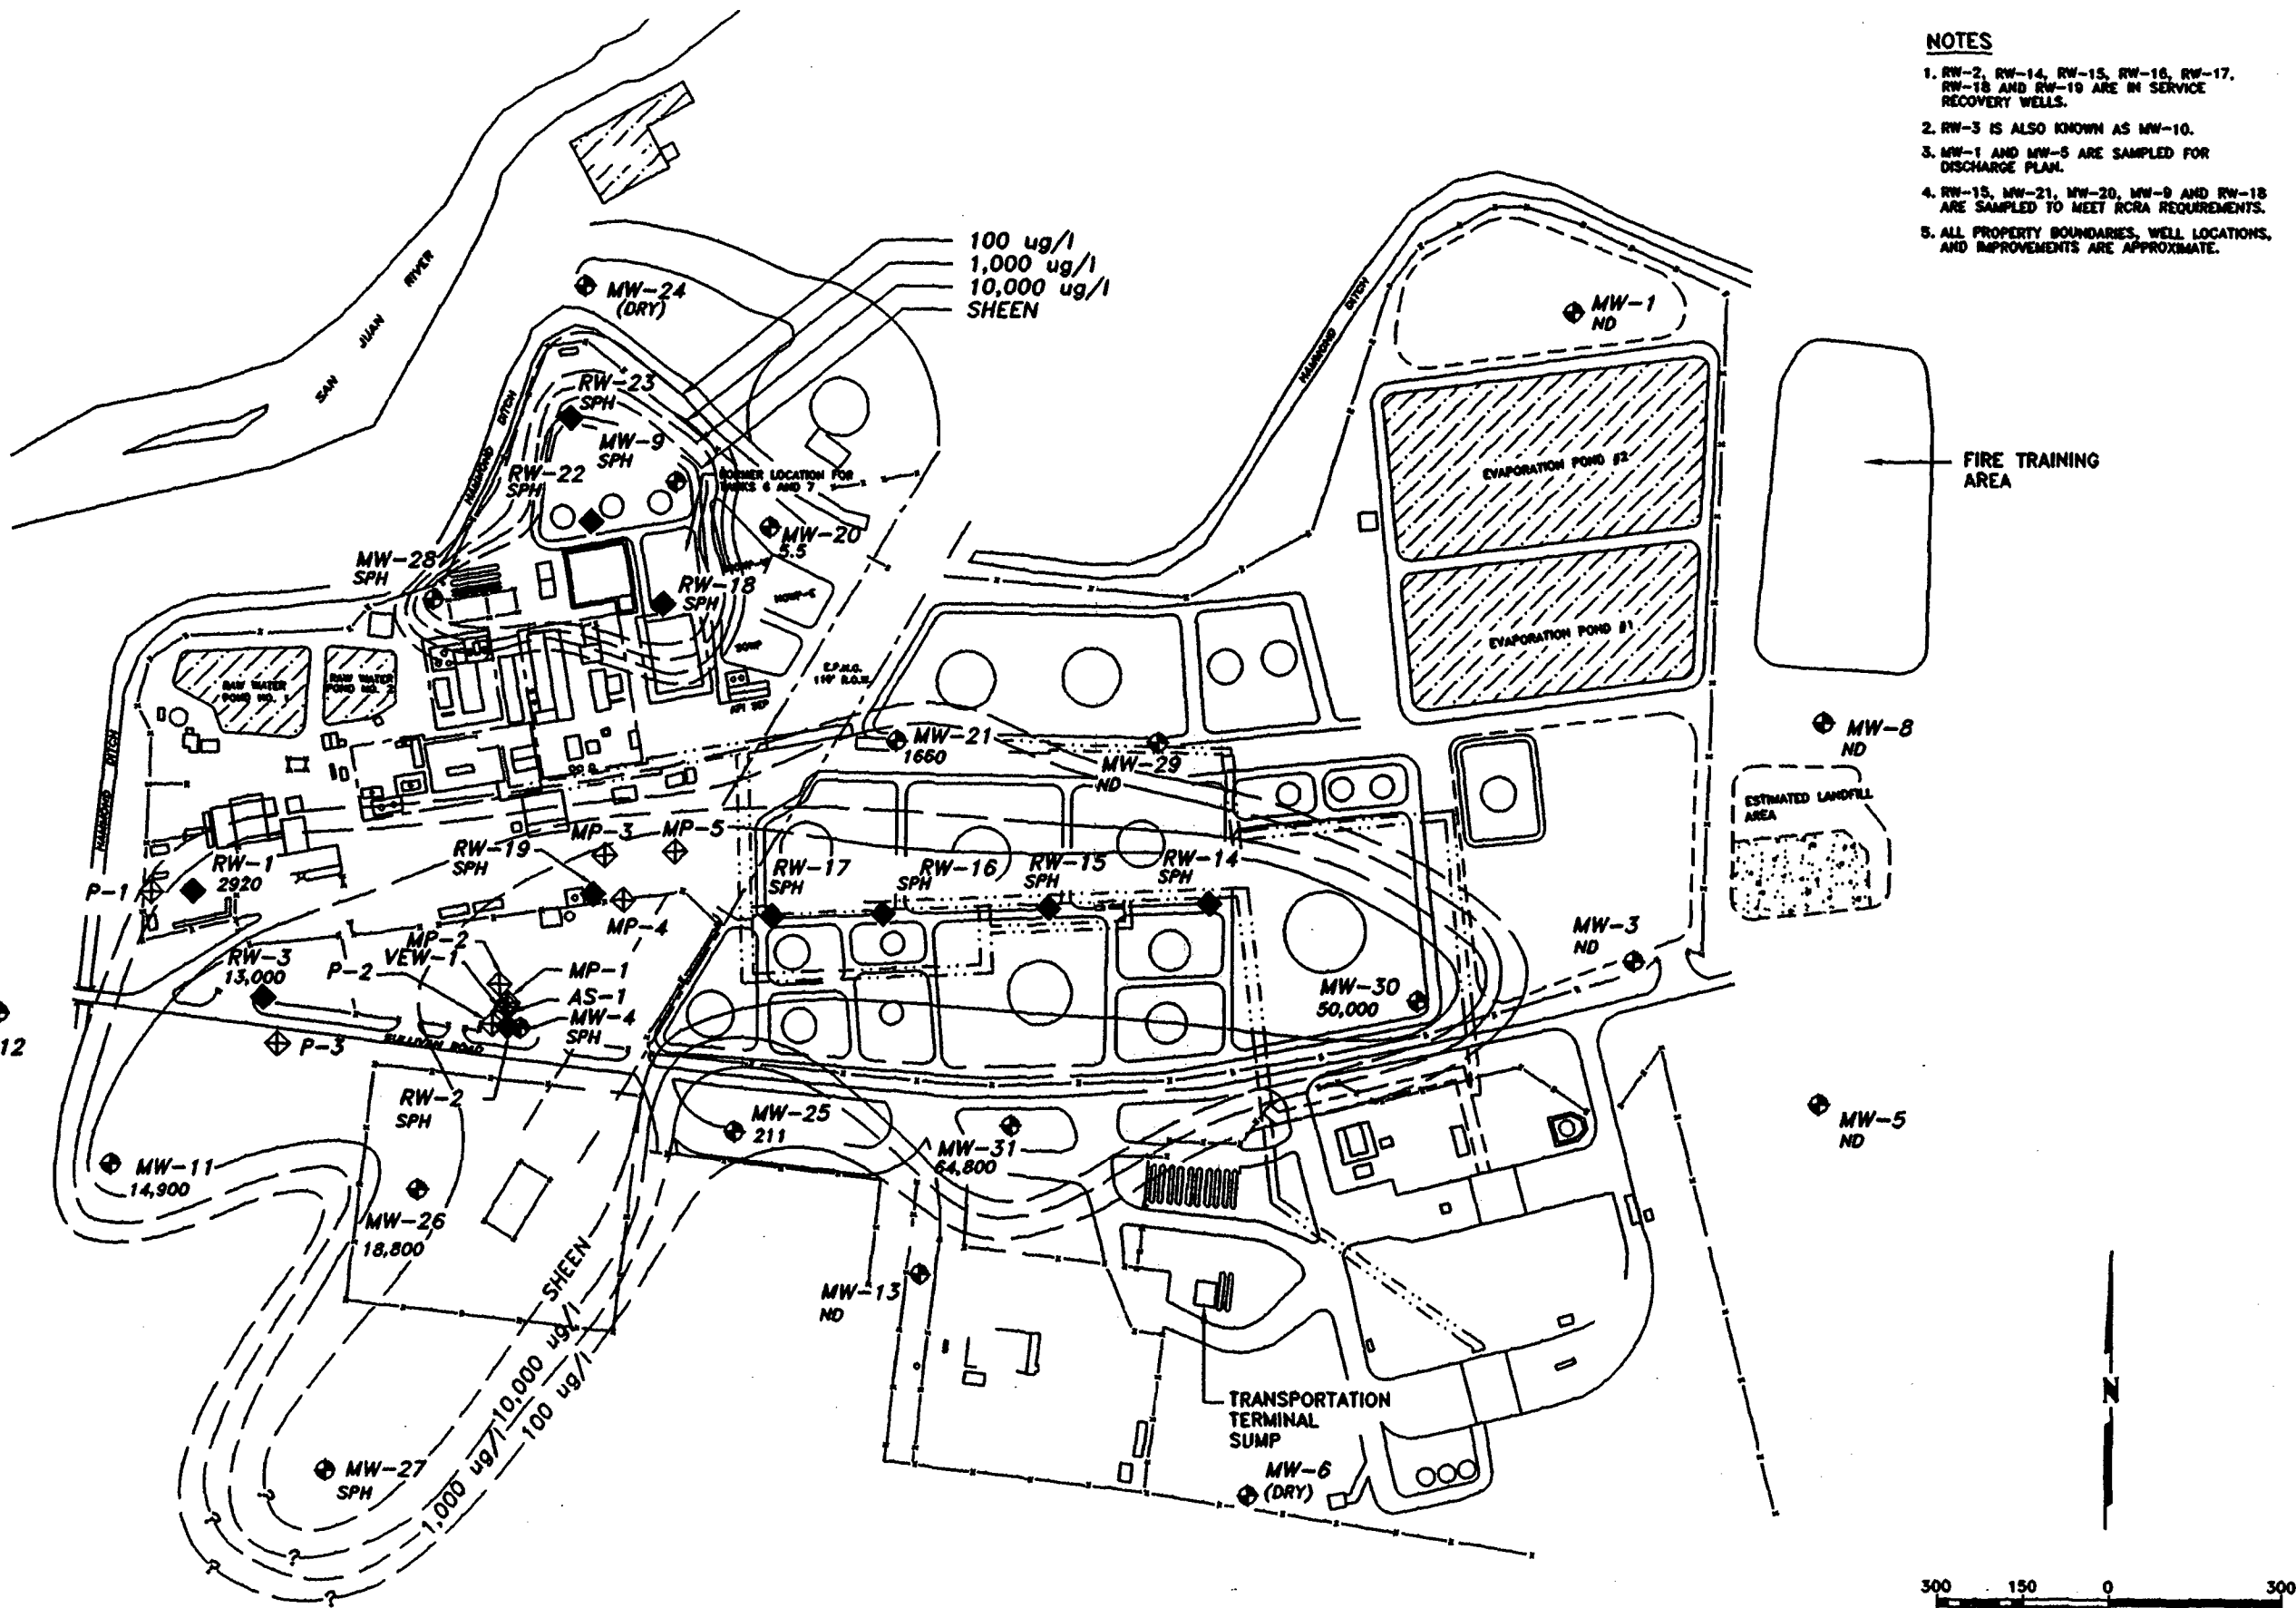 NOTES
1. RW-2, RW-14, RW-15, RW-16, RW-17,
RW-18 AND RW-19 ARE IN SERVICE
RECOVERY WELLS.
2. RW-3 IS ALSO KNOWN AS MW-10.
3. MW-1 AND MW-5 ARE SAMPLED FOR
DISCHARGE PLAN.
4. RW-15, MW-21, MW-20, MW-9 AND RW-18
ARE SAMPLED TO MEET RCRA REQUIREMENTS.
5. ALL PROPERTY BOUNDARIES, WELL LOCATIONS,
AND IMPROVEMENTS ARE APPROXIMATE.
100 ug/l
1,000 ug/l
10,000 ug/l
SHEEN
SAN JUAN RIVER
MW-24
(DRY)
HAMMOND DITCH
MW-1
ND
RW-23
SPH
HAMMOND DITCH
MW-9
SPH
RW-22
SPH
FORMER LOCATION FOR
TANKS 6 AND 7
EVAPORATION POND #2
FIRE TRAINING
AREA
MW-20
5.5
MW-28
SPH
RW-18
SPH
EVAPORATION POND #1
RAW WATER
POND NO. 1
RAW WATER
POND NO. 2
API SEP
MW-21
1660
MW-29
ND
MW-8
ND
HAMMOND DITCH
ESTIMATED LANDFILL
AREA
MP-3
MP-5
RW-19
SPH
RW-1
2920
P-1
RW-17
SPH
RW-16
SPH
RW-15
SPH
RW-14
SPH
MP-4
MP-2
VEW-1
RW-3
13,000
P-2
MP-1
AS-1
MW-4
SPH
MW-3
ND
MW-30
50,000
12
P-3
SULLIVAN ROAD
RW-2
SPH
MW-25
211
MW-31
64,800
MW-5
ND
MW-11
14,900
MW-26
18,800
SHEEN
10,000 ug/l
1,000 ug/l
100 ug/l
MW-13
ND
TRANSPORTATION
TERMINAL
SUMP
MW-27
SPH
MW-6
(DRY)
?
?
?
?
?
N
300 150 0 300